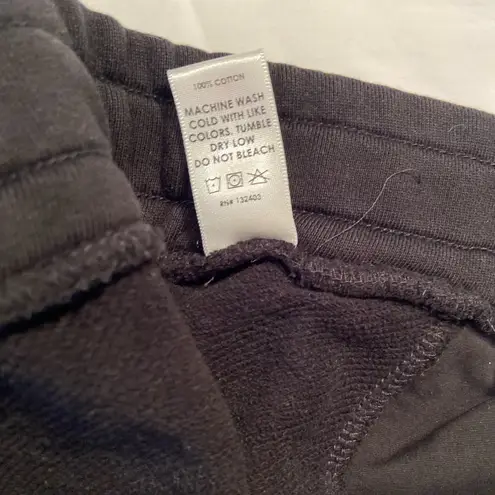 100% COTTON
MACHINE WASH
COLD WITH LIKE
COLORS. TUMBLE
DRY LOW
DO NOT BLEACH
RN# 132403